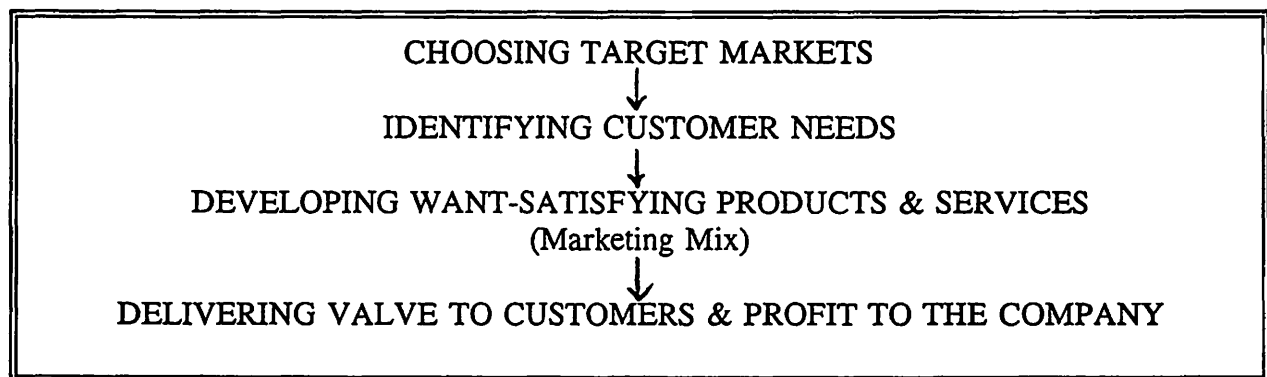 CHOOSING TARGET MARKETS
IDENTIFYING CUSTOMER NEEDS
DEVELOPING WANT-SATISFYING PRODUCTS & SERVICES
(Marketing Mix)
DELIVERING VALVE TO CUSTOMERS & PROFIT TO THE COMPANY